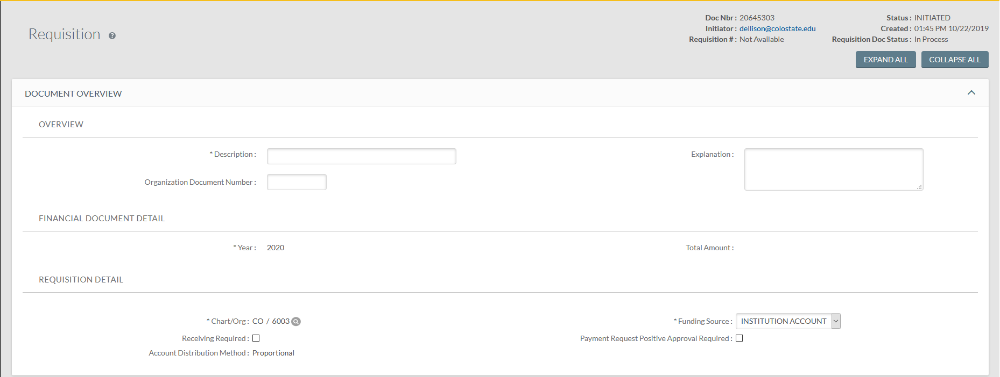 Requisition
Doc Nbr : 20645303 Status : INITIATED
Initiator : dellison@colostate.edu Created : 01:45 PM 10/22/2019
Requisition # : Not Available Requisition Doc Status : In Process
EXPAND ALL COLLAPSE ALL
DOCUMENT OVERVIEW
OVERVIEW
* Description : Explanation :
Organization Document Number :
FINANCIAL DOCUMENT DETAIL
* Year : 2020 Total Amount :
REQUISITION DETAIL
* Chart/Org : CO / 6003 * Funding Source : INSTITUTION ACCOUNT
Receiving Required : Payment Request Positive Approval Required :
Account Distribution Method : Proportional